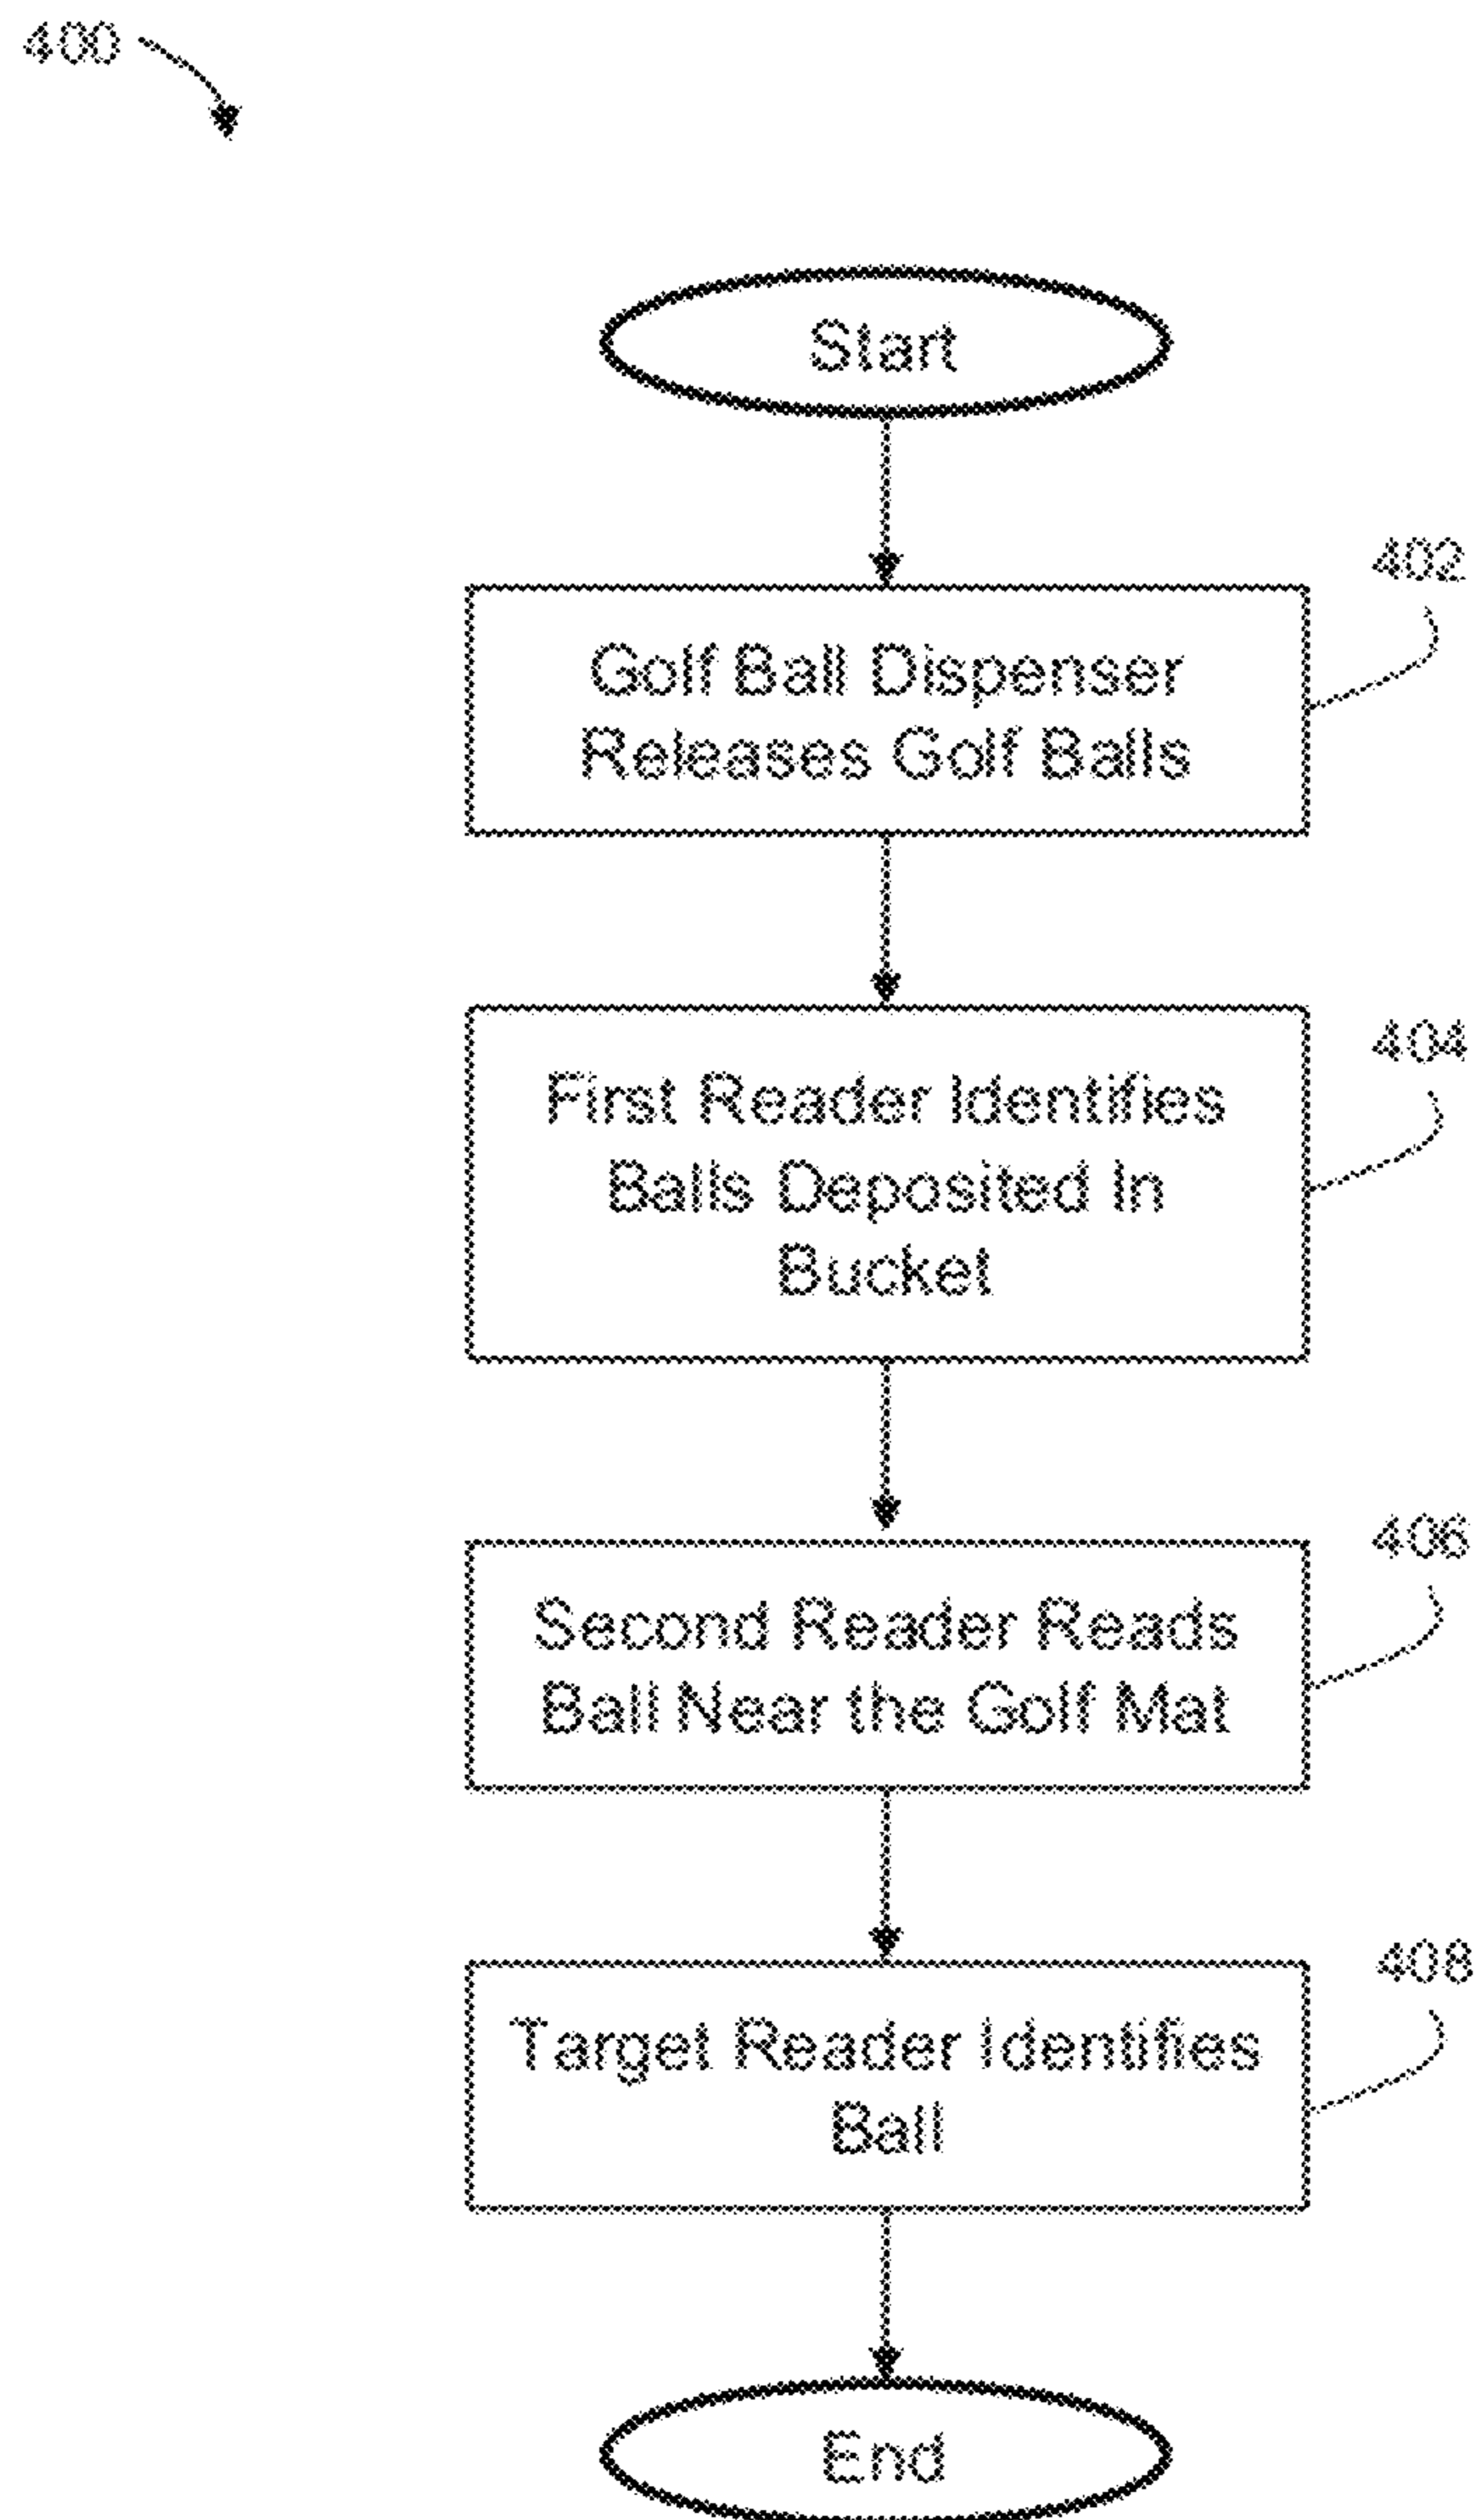 400
Start
402
Golf Ball Dispenser
Releases Golf Balls
404
First Reader Identifies
Balls Deposited In
Bucket
406
Second Reader Reads
Ball Near the Golf Mat
408
Target Reader Identifies
Ball
End